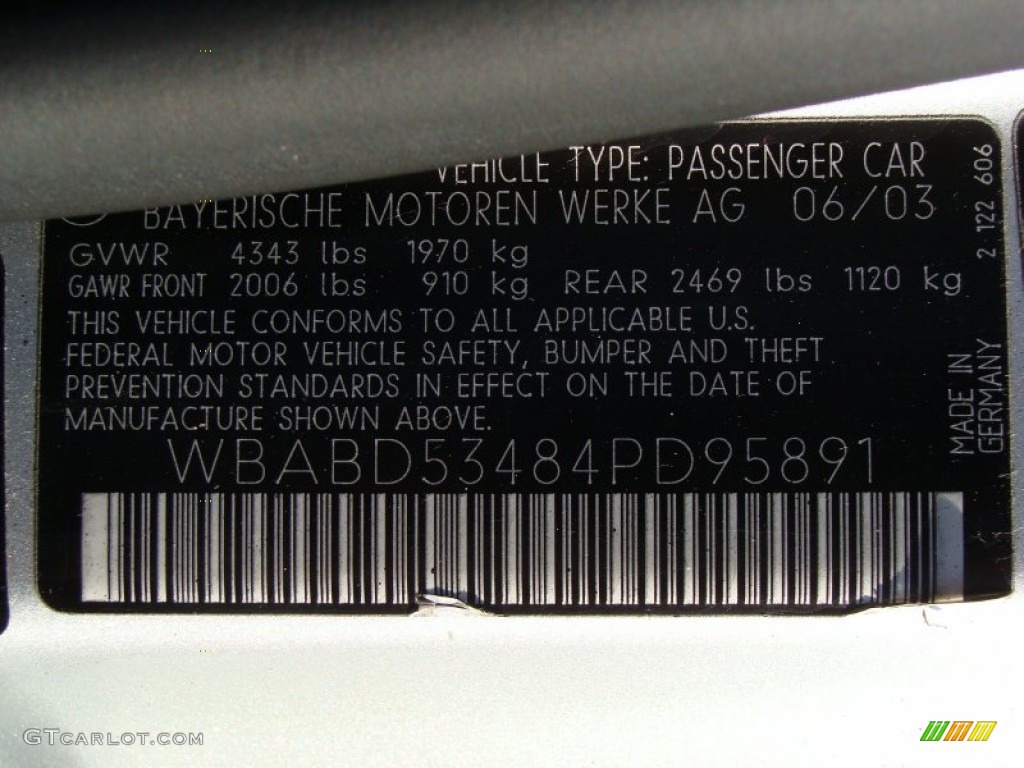 VEHICLE TYPE: PASSENGER CAR
BAYERISCHE MOTOREN WERKE AG 06/03
GVWR 4343 lbs 1970 kg
GAWR FRONT 2006 lbs 910 kg REAR 2469 lbs 1120 kg
THIS VEHICLE CONFORMS TO ALL APPLICABLE U.S.
FEDERAL MOTOR VEHICLE SAFETY, BUMPER AND THEFT
PREVENTION STANDARDS IN EFFECT ON THE DATE OF
MANUFACTURE SHOWN ABOVE.
WBABD53484PD95891
2 122 606
MADE IN
GERMANY
GTCARLOT.COM